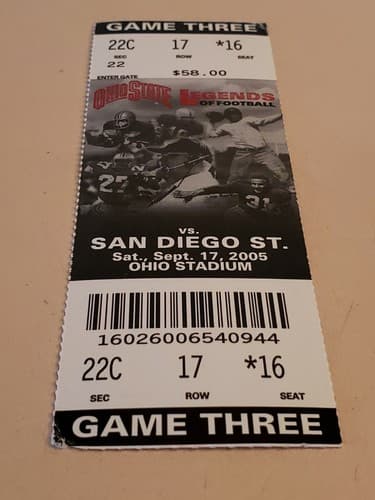 GAME THREE
22C 17 *16
SEC ROW SEAT
22
ENTER GATE $58.00
OHIO STATE LEGENDS
OF FOOTBALL
27
31
vs.
SAN DIEGO ST.
Sat., Sept. 17, 2005
OHIO STADIUM
16026006540944
22C 17 *16
SEC ROW SEAT
GAME THREE